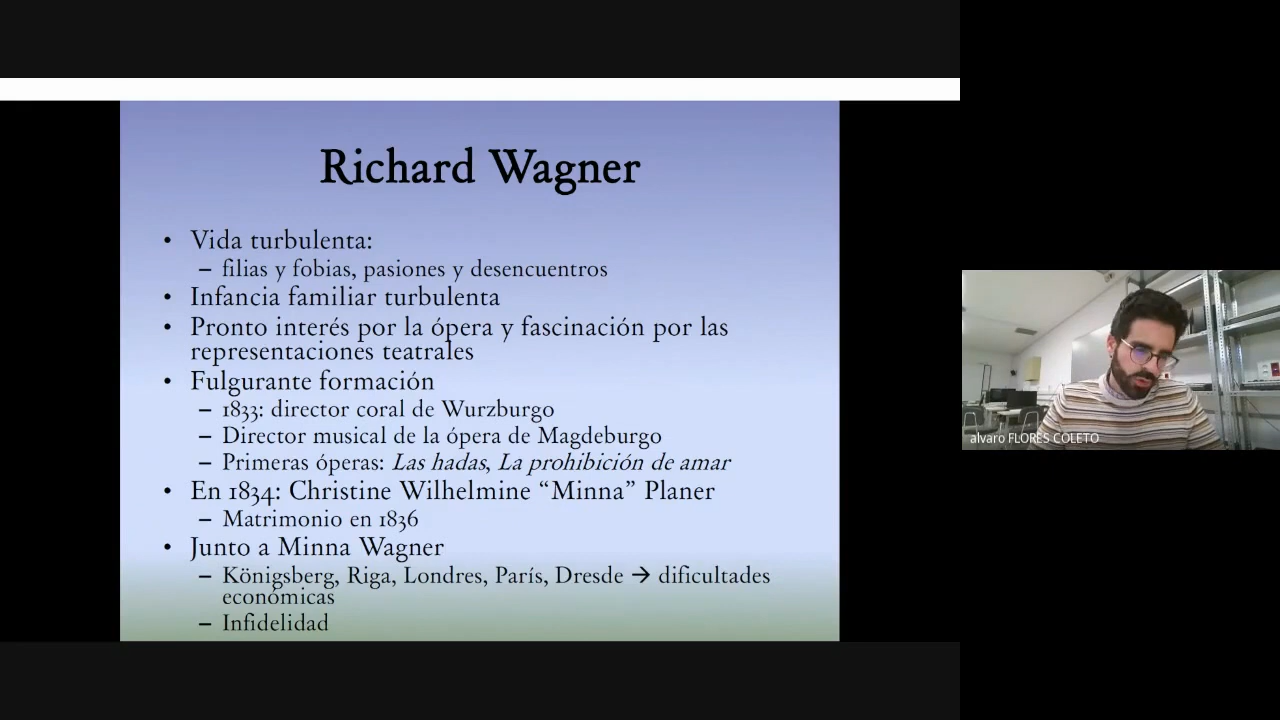 Richard Wagner
• Vida turbulenta:
– filias y fobias, pasiones y desencuentros
• Infancia familiar turbulenta
• Pronto interés por la ópera y fascinación por las
representaciones teatrales
• Fulgurante formación
– 1833: director coral de Wurzburgo
– Director musical de la ópera de Magdeburgo
– Primeras óperas: Las hadas, La prohibición de amar
• En 1834: Christine Wilhelmine “Minna” Planer
– Matrimonio en 1836
• Junto a Minna Wagner
– Königsberg, Riga, Londres, París, Dresde → dificultades
económicas
– Infidelidad
alvaro FLORES COLETO